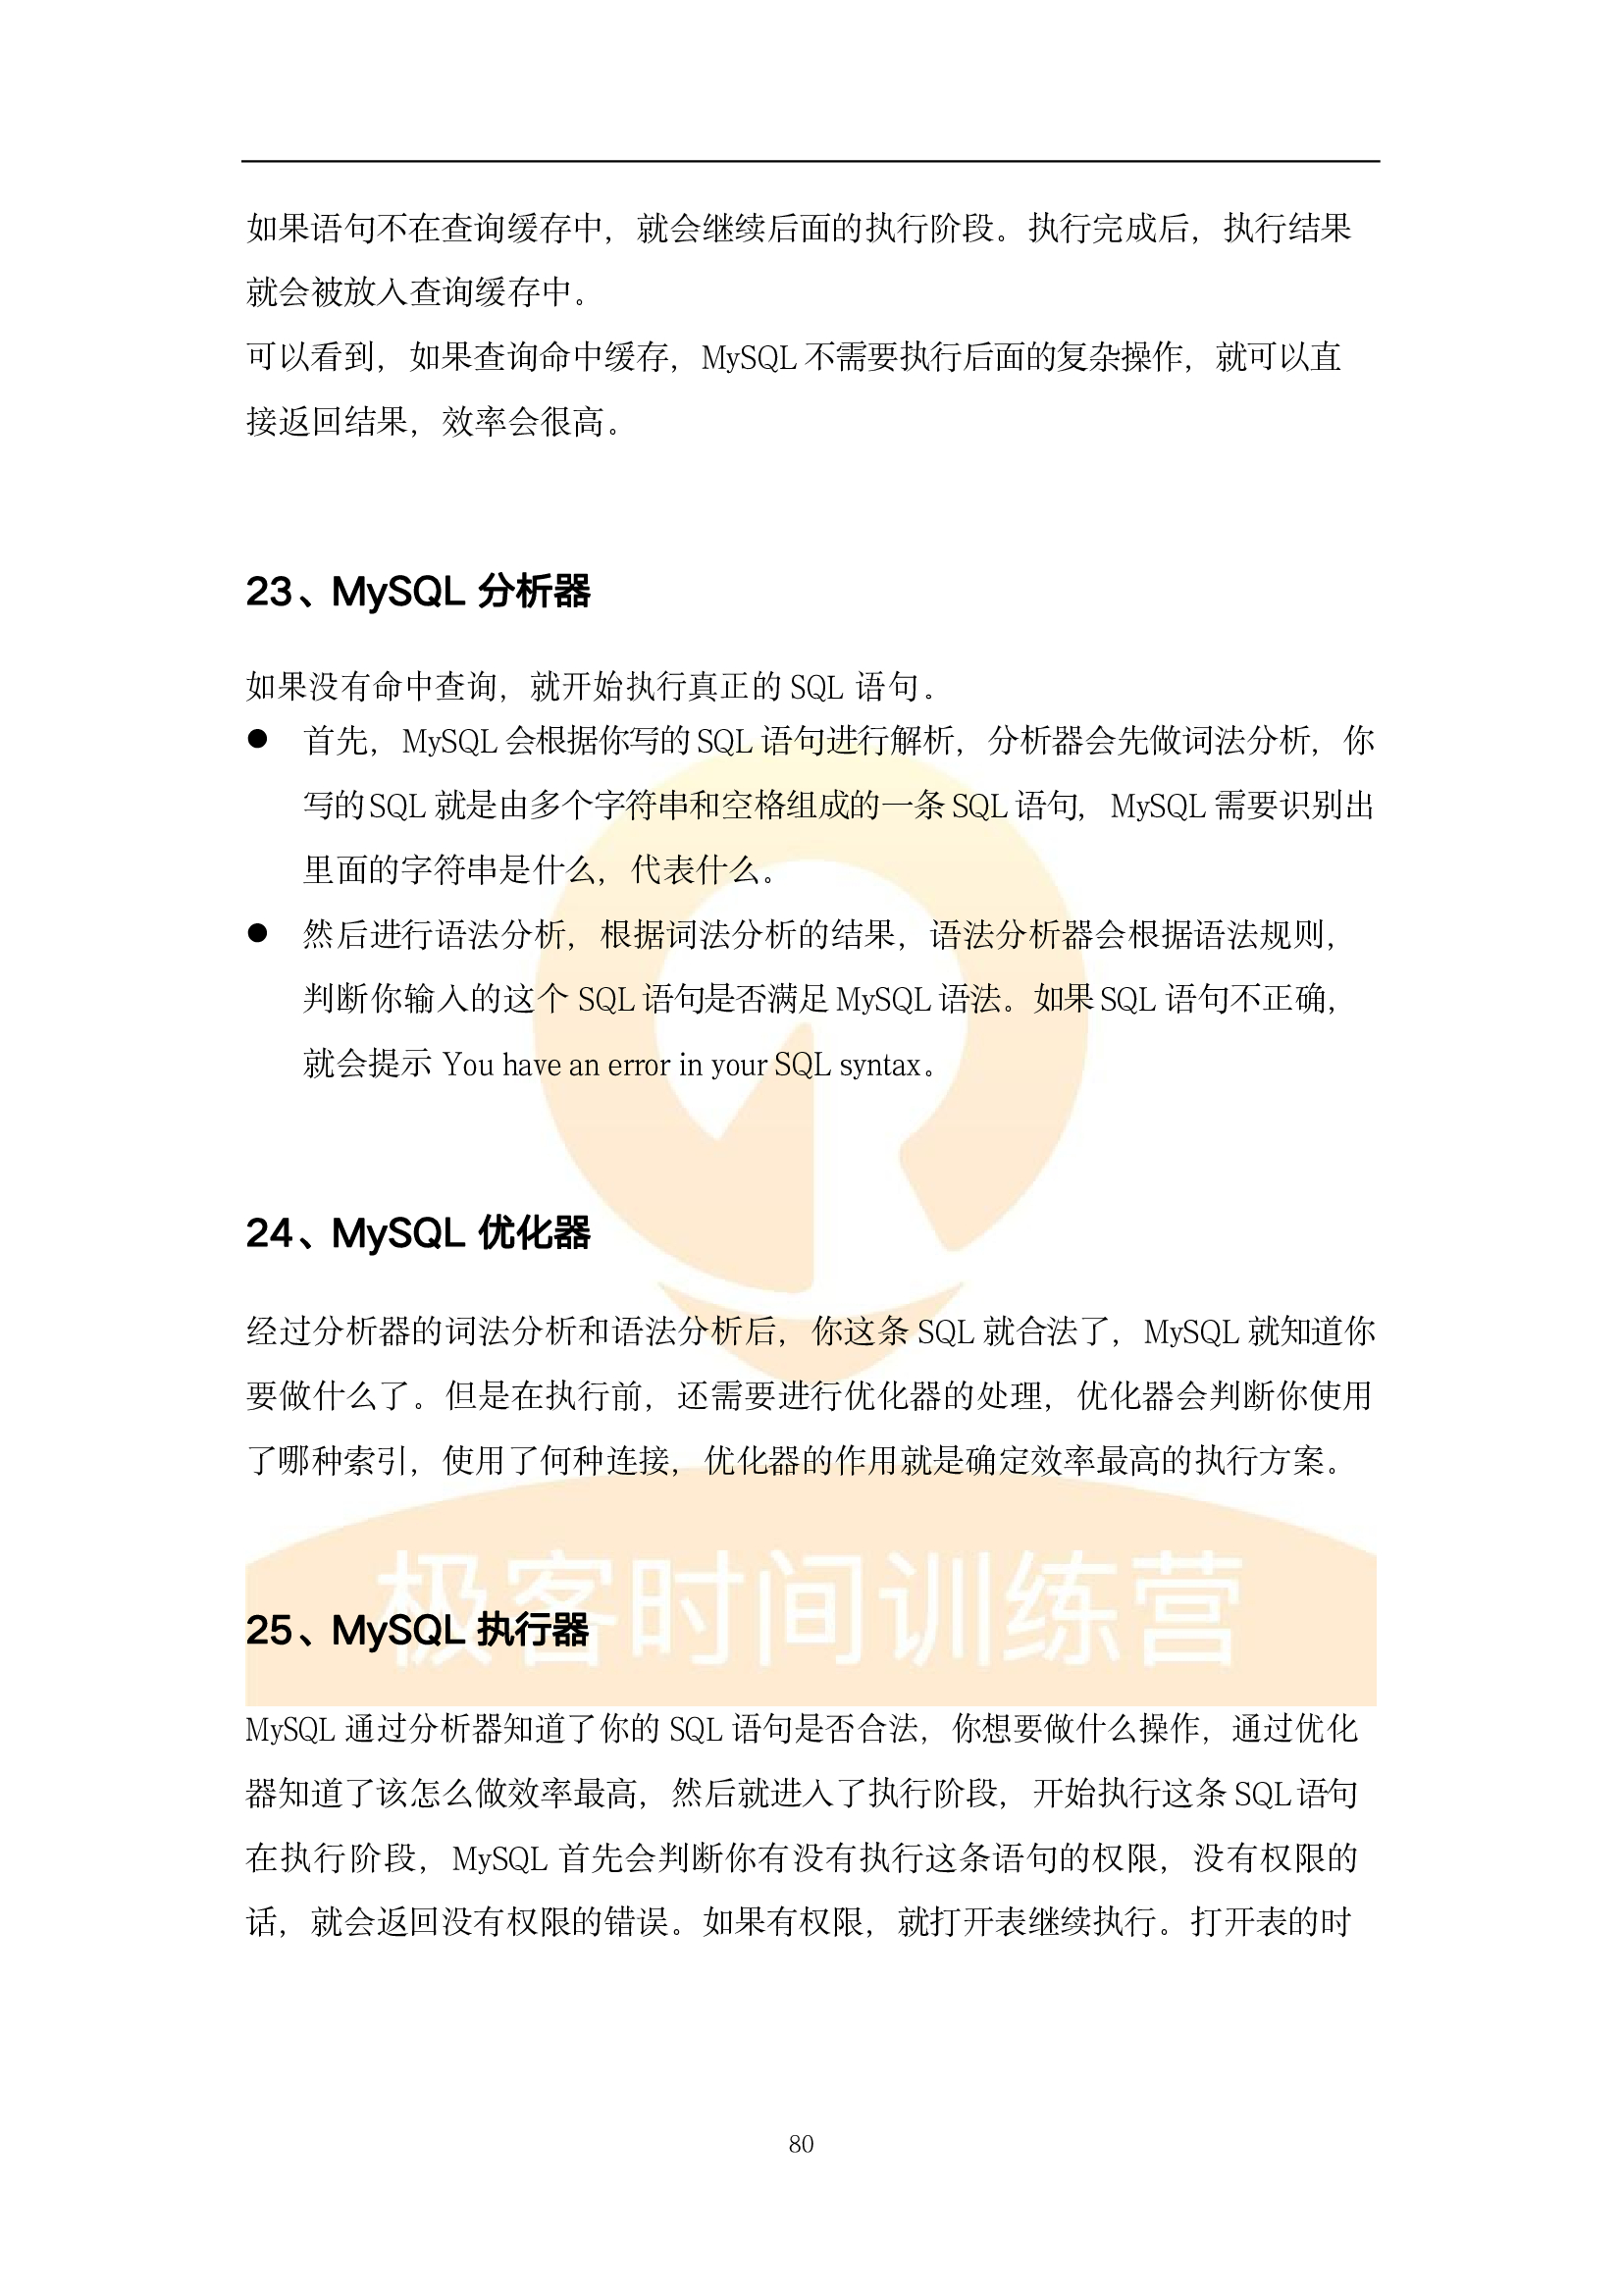 如果语句不在查询缓存中，就会继续后面的执行阶段。执行完成后，执行结果
就会被放入查询缓存中。
可以看到，如果查询命中缓存，MySQL 不需要执行后面的复杂操作，就可以直
接返回结果，效率会很高。
23、MySQL 分析器
如果没有命中查询，就开始执行真正的 SQL 语句。
● 首先，MySQL 会根据你写的 SQL 语句进行解析，分析器会先做词法分析，你
写的 SQL 就是由多个字符串和空格组成的一条 SQL 语句，MySQL 需要识别出
里面的字符串是什么，代表什么。
● 然后进行语法分析，根据词法分析的结果，语法分析器会根据语法规则，
判断你输入的这个 SQL 语句是否满足 MySQL 语法。如果 SQL 语句不正确，
就会提示 You have an error in your SQL syntax。
24、MySQL 优化器
经过分析器的词法分析和语法分析后，你这条 SQL 就合法了，MySQL 就知道你
要做什么了。但是在执行前，还需要进行优化器的处理，优化器会判断你使用
了哪种索引，使用了何种连接，优化器的作用就是确定效率最高的执行方案。
极客时间训练营
25、MySQL 执行器
MySQL 通过分析器知道了你的 SQL 语句是否合法，你想要做什么操作，通过优化
器知道了该怎么做效率最高，然后就进入了执行阶段，开始执行这条 SQL 语句
在执行阶段，MySQL 首先会判断你有没有执行这条语句的权限，没有权限的
话，就会返回没有权限的错误。如果有权限，就打开表继续执行。打开表的时
80